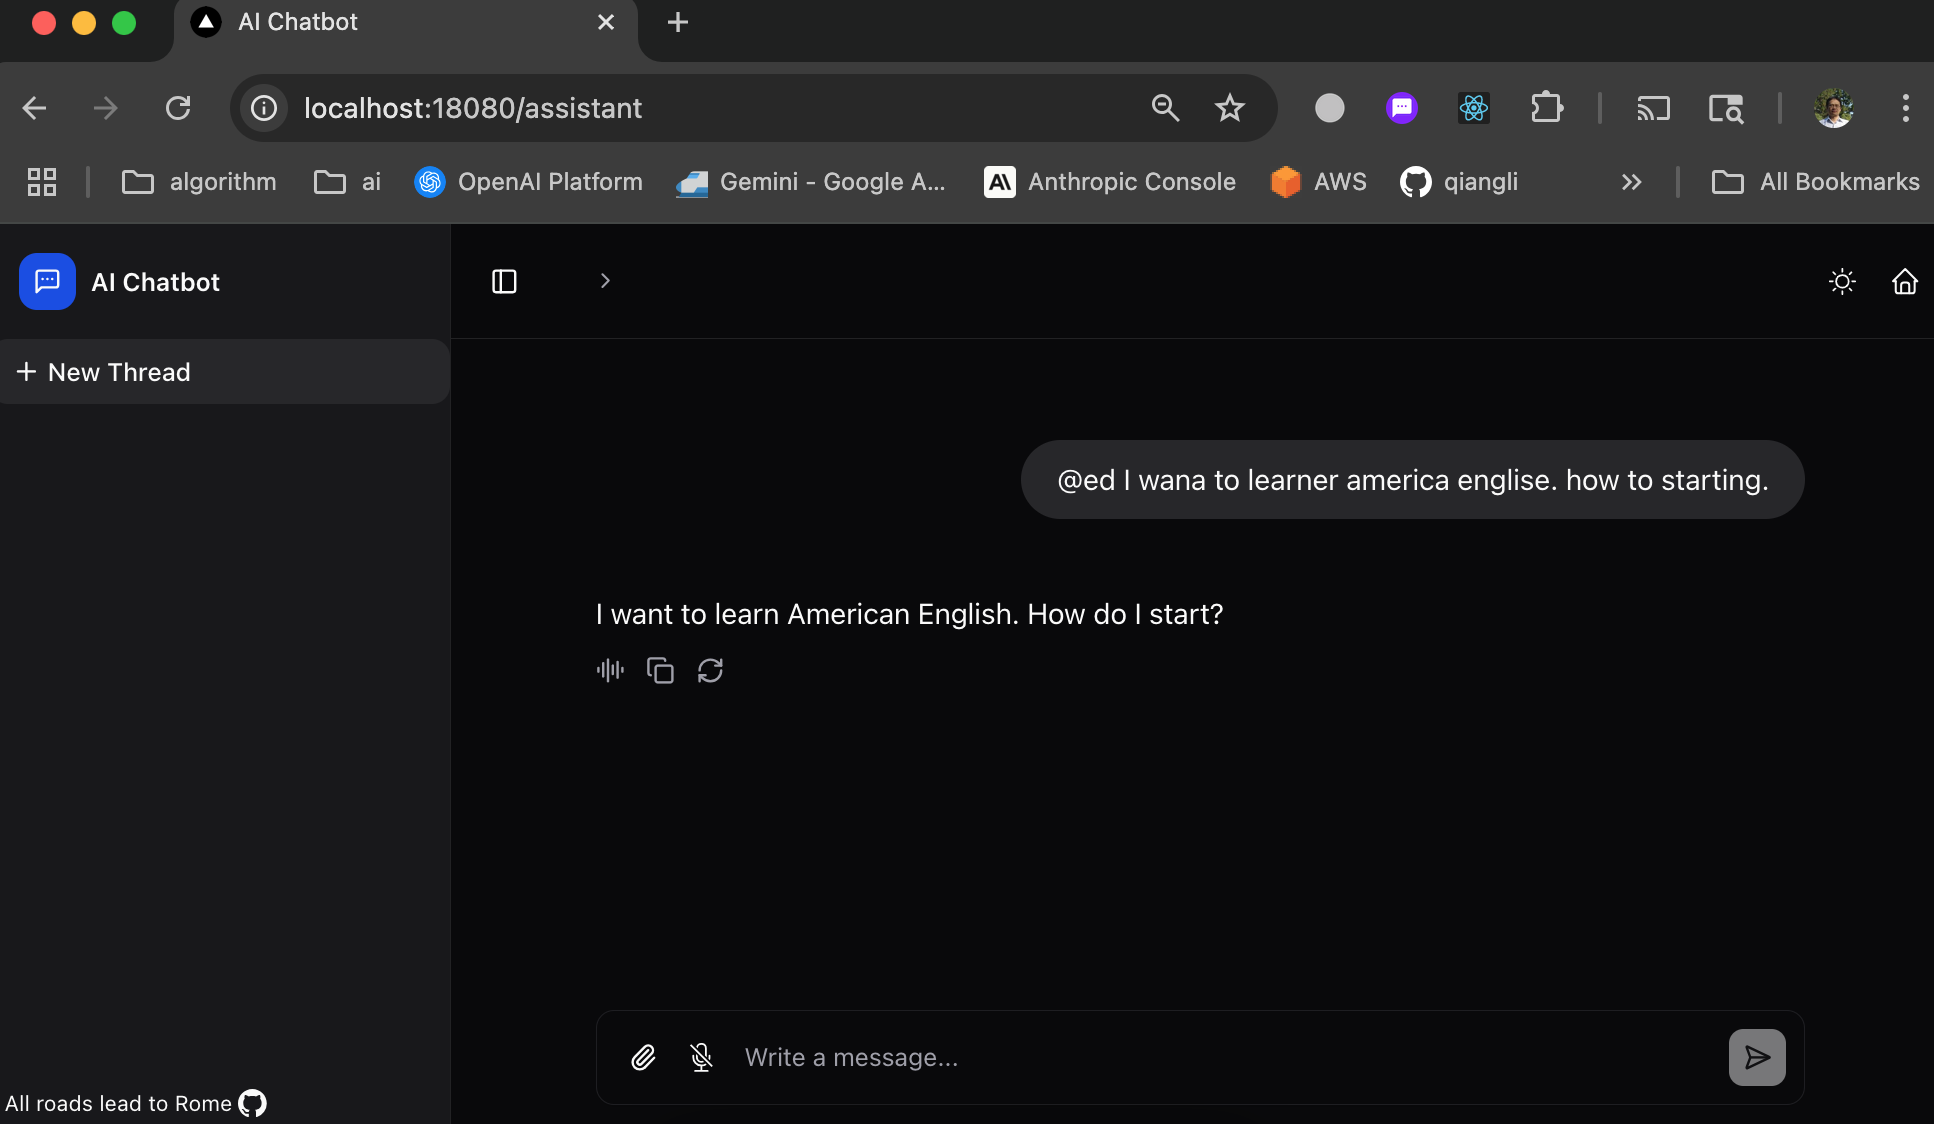 AI Chatbot
localhost:18080/assistant
algorithm
ai
OpenAI Platform
Gemini - Google A...
Anthropic Console
AWS
qiangli
All Bookmarks
AI Chatbot
New Thread
@ed I wana to learner america englise. how to starting.
I want to learn American English. How do I start?
Write a message...
All roads lead to Rome